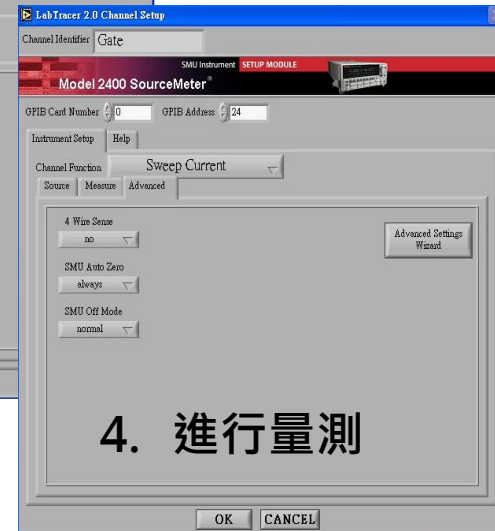 LabTracer 2.0 Channel Setup
Channel Identifier Gate
SMU Instrument SETUP MODULE
Model 2400 SourceMeter®
GPIB Card Number 0 GPIB Address 24
Instrument Setup Help
Channel Function Sweep Current
Source Measure Advanced
4 Wire Sense
no
Advanced Settings
Wizard
SMU Auto Zero
always
SMU Off Mode
normal
4. 進行量測
OK CANCEL